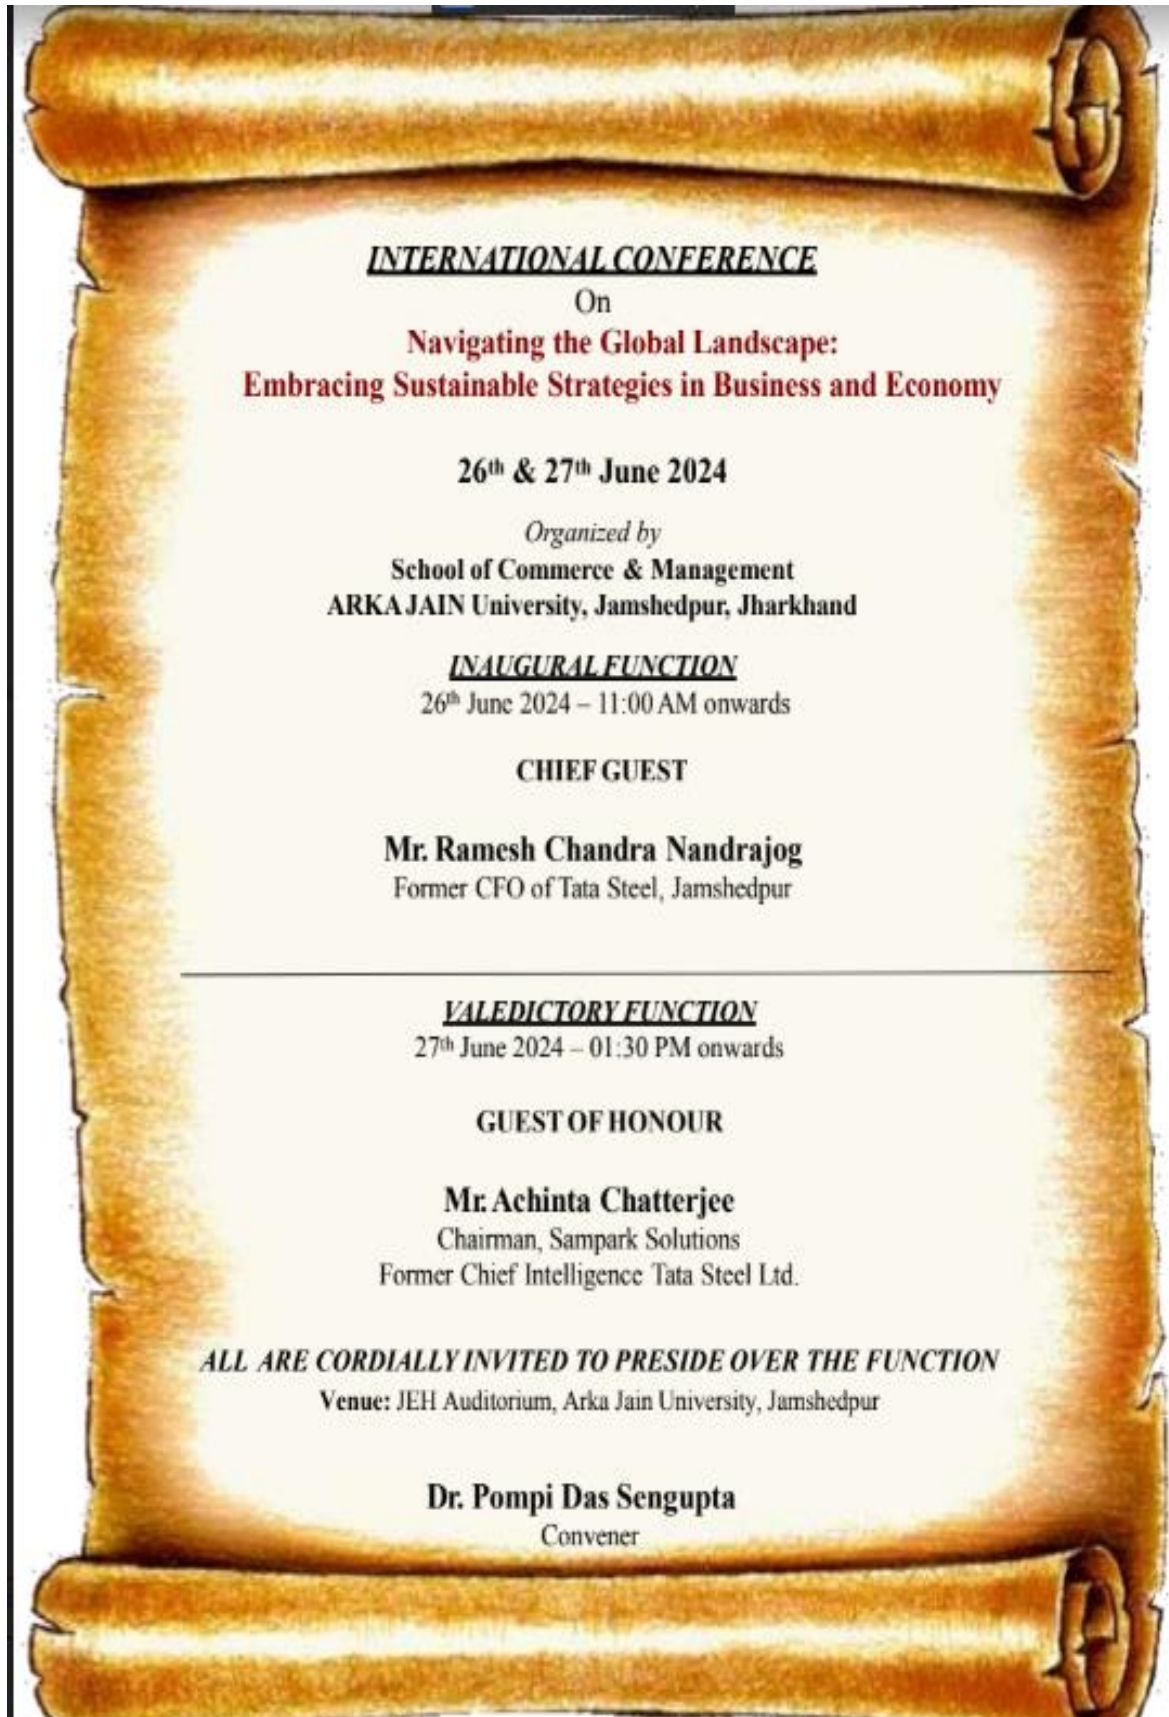 INTERNATIONAL CONFERENCE
On
Navigating the Global Landscape:
Embracing Sustainable Strategies in Business and Economy
26th & 27th June 2024
Organized by
School of Commerce & Management
ARKA JAIN University, Jamshedpur, Jharkhand
INAUGURAL FUNCTION
26th June 2024 – 11:00 AM onwards
CHIEF GUEST
Mr. Ramesh Chandra Nandrajog
Former CFO of Tata Steel, Jamshedpur
VALEDICTORY FUNCTION
27th June 2024 – 01:30 PM onwards
GUEST OF HONOUR
Mr. Achinta Chatterjee
Chairman, Sampark Solutions
Former Chief Intelligence Tata Steel Ltd.
ALL ARE CORDIALLY INVITED TO PRESIDE OVER THE FUNCTION
Venue: JEH Auditorium, Arka Jain University, Jamshedpur
Dr. Pompi Das Sengupta
Convener